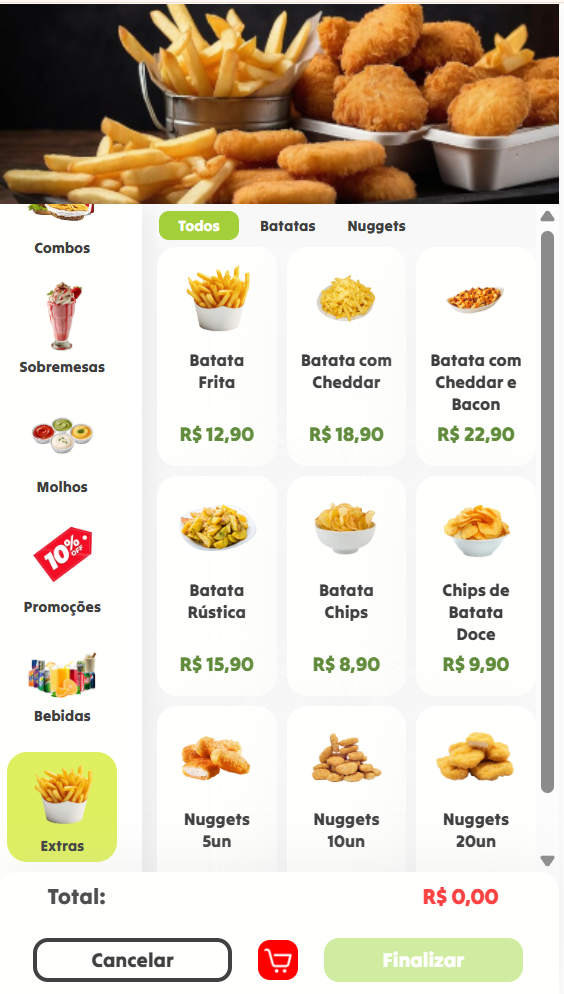 Combos
Sobremesas
Molhos
10%
OFF
Promoções
Bebidas
Extras
Todos Batatas Nuggets
Batata
Frita
R$ 12,90
Batata com
Cheddar
R$ 18,90
Batata com
Cheddar e
Bacon
R$ 22,90
Batata
Rústica
R$ 15,90
Batata
Chips
R$ 8,90
Chips de
Batata
Doce
R$ 9,90
Nuggets
5un
Nuggets
10un
Nuggets
20un
Total: R$ 0,00
Cancelar Finalizar